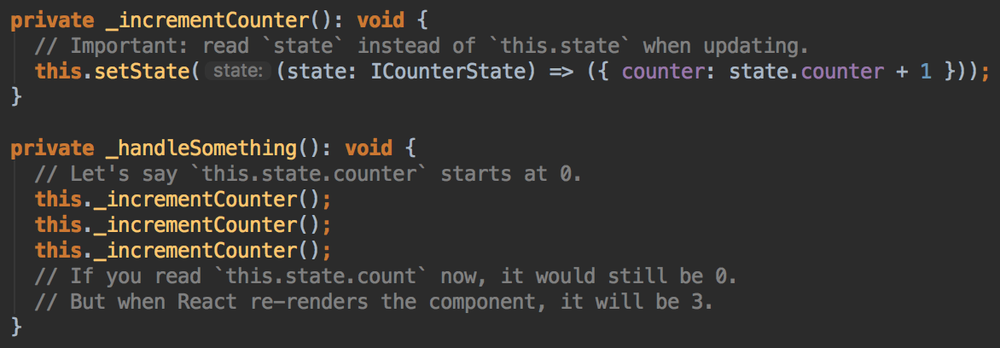 private _incrementCounter(): void {
  // Important: read `state` instead of `this.state` when updating.
  this.setState( state: (state: ICounterState) => ({ counter: state.counter + 1 }));
}

private _handleSomething(): void {
  // Let's say `this.state.counter` starts at 0.
  this._incrementCounter();
  this._incrementCounter();
  this._incrementCounter();
  // If you read `this.state.count` now, it would still be 0.
  // But when React re-renders the component, it will be 3.
}